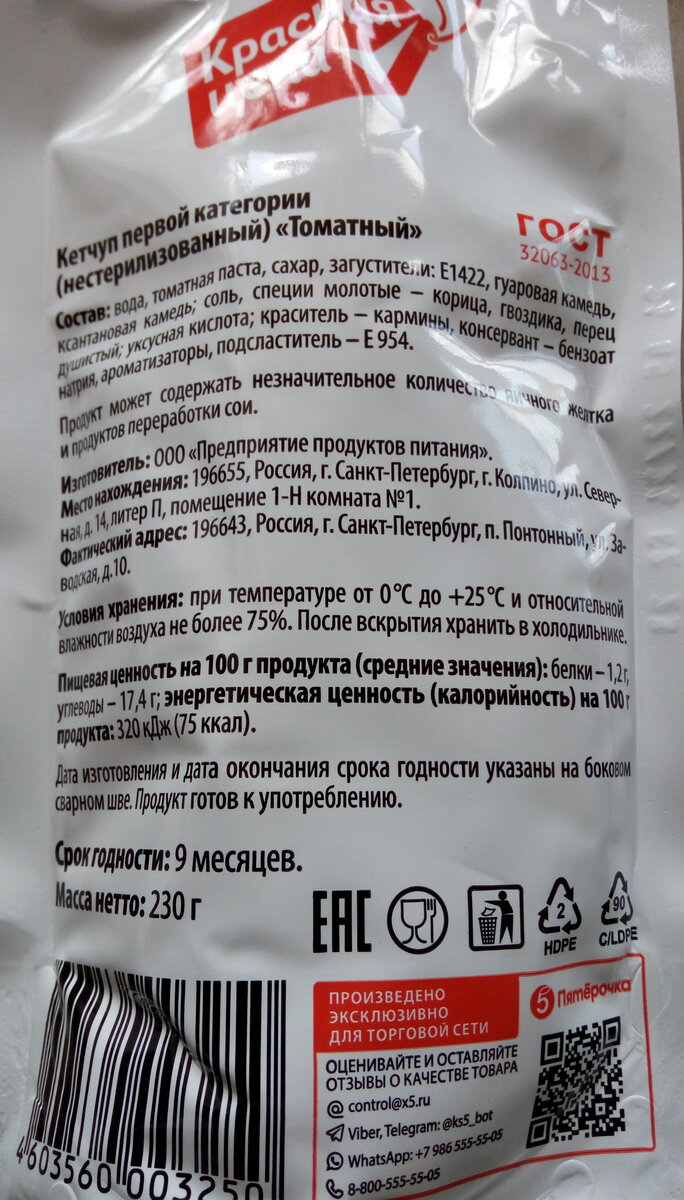 Красная
цена
Кетчуп первой категории
(нестерилизованный) «Томатный»
ГОСТ
32063-2013
Состав: вода, томатная паста, сахар, загустители: Е1422, гуаровая камедь,
ксантановая камедь; соль, специи молотые – корица, гвоздика, перец
душистый; уксусная кислота; краситель – кармины, консервант – бензоат
натрия, ароматизаторы, подсластитель – Е 954.
Продукт может содержать незначительное количество яичного желтка
и продуктов переработки сои.
Изготовитель: ООО «Предприятие продуктов питания».
Место нахождения: 196655, Россия, г. Санкт-Петербург, г. Колпино, ул. Север-
ная, д. 14, литер П, помещение 1-Н комната №1.
Фактический адрес: 196643, Россия, г. Санкт-Петербург, п. Понтонный, ул. За-
водская, д.10.
Условия хранения: при температуре от 0°С до +25°С и относительной
влажности воздуха не более 75%. После вскрытия хранить в холодильнике.
Пищевая ценность на 100 г продукта (средние значения): белки – 1,2 г,
углеводы – 17,4 г; энергетическая ценность (калорийность) на 100 г
продукта: 320 кДж (75 ккал).
Дата изготовления и дата окончания срока годности указаны на боковом
сварном шве. Продукт готов к употреблению.
Срок годности: 9 месяцев.
Масса нетто: 230 г
EAC
2
HDPE
90
C/LDPE
ПРОИЗВЕДЕНО
ЭКСКЛЮЗИВНО
ДЛЯ ТОРГОВОЙ СЕТИ
5 Пятёрочка
ОЦЕНИВАЙТЕ И ОСТАВЛЯЙТЕ
ОТЗЫВЫ О КАЧЕСТВЕ ТОВАРА
@ control@x5.ru
Viber, Telegram: @ks5_bot
WhatsApp: +7 986 555-55-05
8-800-555-55-05
4 603560 003250